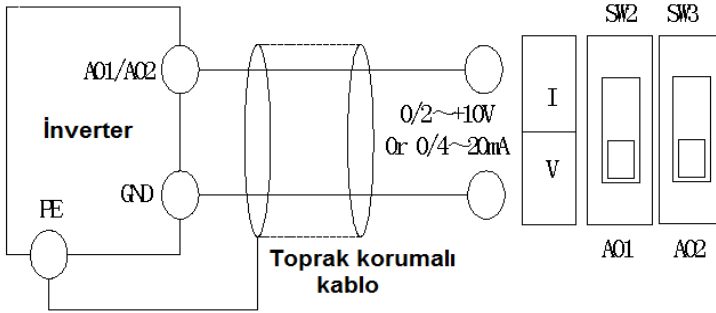 SW2 SW3
AO1/AO2
İnverter
0/2～+10V
Or 0/4～20mA
I
V
GND
PE
Toprak korumalı
kablo
AO1 AO2